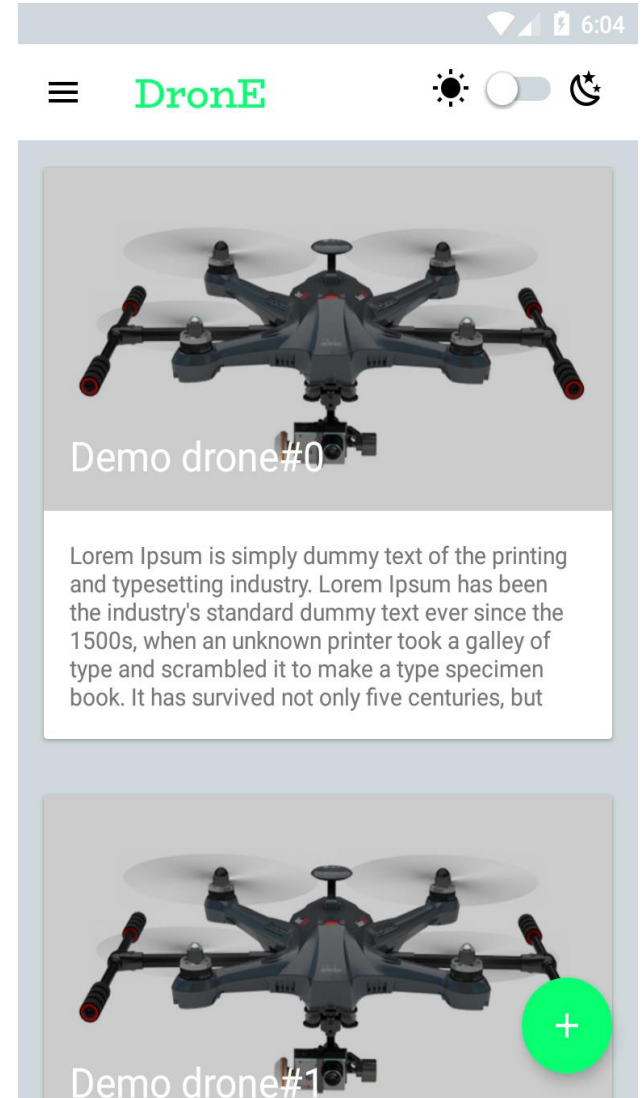 6:04
DronE
Demo drone#0
Lorem Ipsum is simply dummy text of the printing
and typesetting industry. Lorem Ipsum has been
the industry's standard dummy text ever since the
1500s, when an unknown printer took a galley of
type and scrambled it to make a type specimen
book. It has survived not only five centuries, but
Demo drone#1